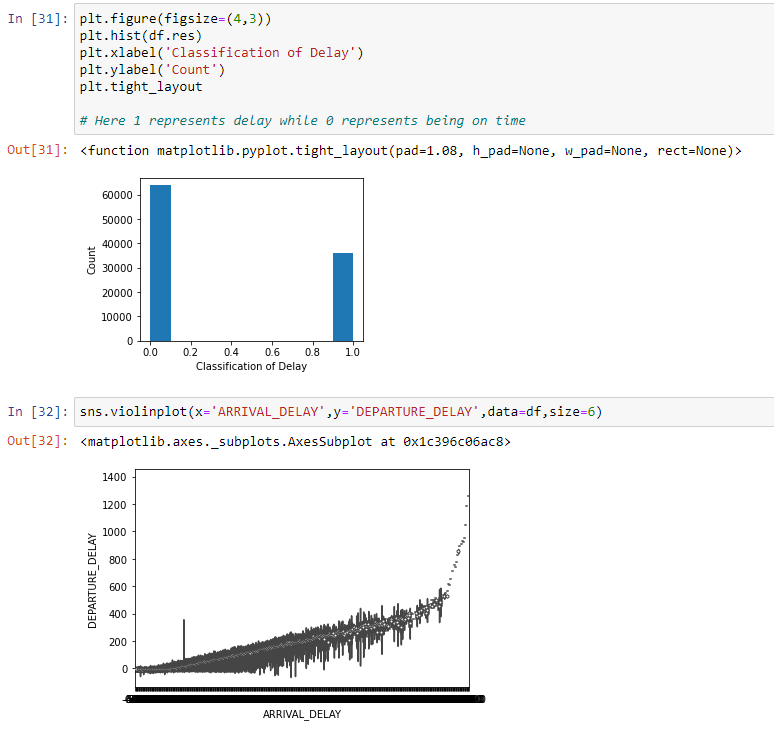 In [31]: plt.figure(figsize=(4,3))
plt.hist(df.res)
plt.xlabel('Classification of Delay')
plt.ylabel('Count')
plt.tight_layout
# Here 1 represents delay while 0 represents being on time
Out[31]: <function matplotlib.pyplot.tight_layout(pad=1.08, h_pad=None, w_pad=None, rect=None)>
60000
50000
40000
30000
20000
10000
0
Count
0.0 0.2 0.4 0.6 0.8 1.0
Classification of Delay
In [32]: sns.violinplot(x='ARRIVAL_DELAY',y='DEPARTURE_DELAY',data=df,size=6)
Out[32]: <matplotlib.axes._subplots.AxesSubplot at 0x1c396c06ac8>
1400
1200
1000
800
600
400
200
0
DEPARTURE_DELAY
ARRIVAL_DELAY